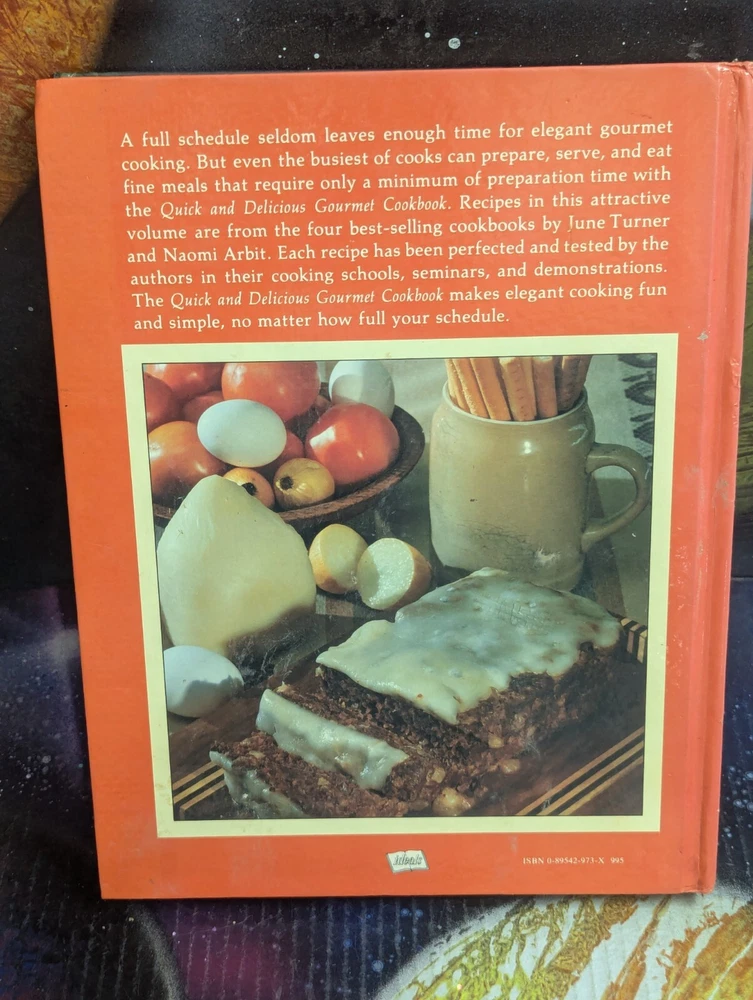 A full schedule seldom leaves enough time for elegant gourmet
cooking. But even the busiest of cooks can prepare, serve, and eat
fine meals that require only a minimum of preparation time with
the Quick and Delicious Gourmet Cookbook. Recipes in this attractive
volume are from the four best-selling cookbooks by June Turner
and Naomi Arbit. Each recipe has been perfected and tested by the
authors in their cooking schools, seminars, and demonstrations.
The Quick and Delicious Gourmet Cookbook makes elegant cooking fun
and simple, no matter how full your schedule.
ISBN 0-89542-973-X 995